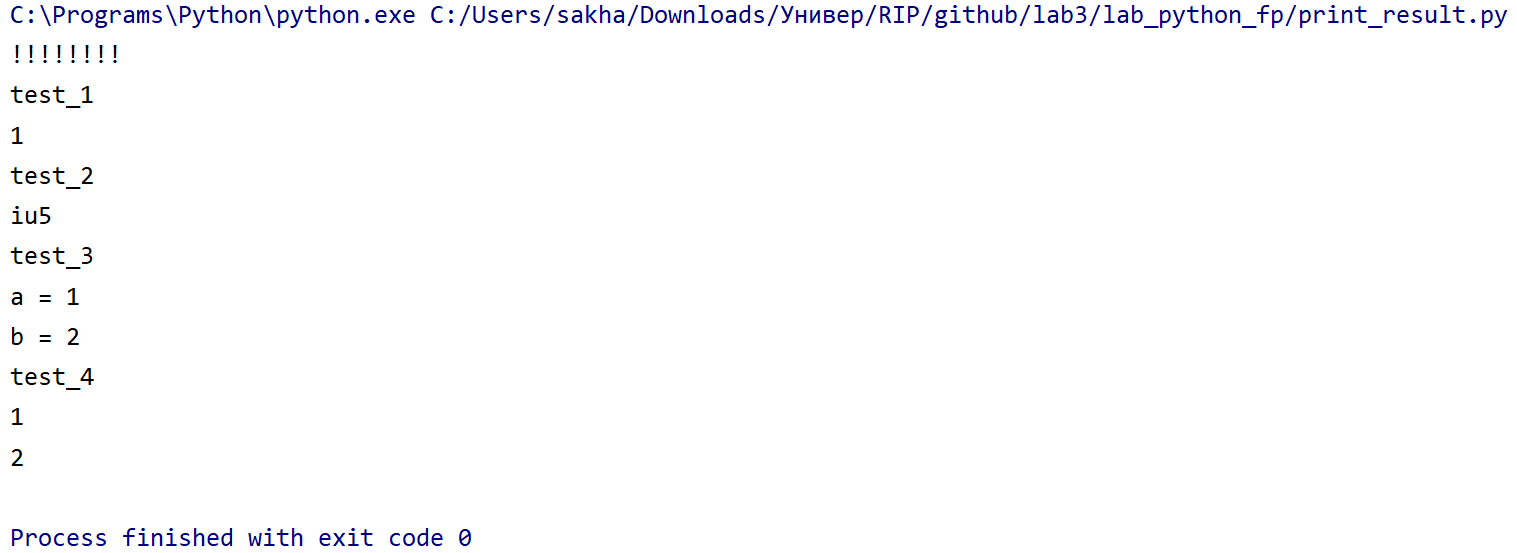 C:\Programs\Python\python.exe C:/Users/sakha/Downloads/Универ/RIP/github/lab3/lab_python_fp/print_result.py
!!!!!!!!
test_1
1
test_2
iu5
test_3
a = 1
b = 2
test_4
1
2
Process finished with exit code 0